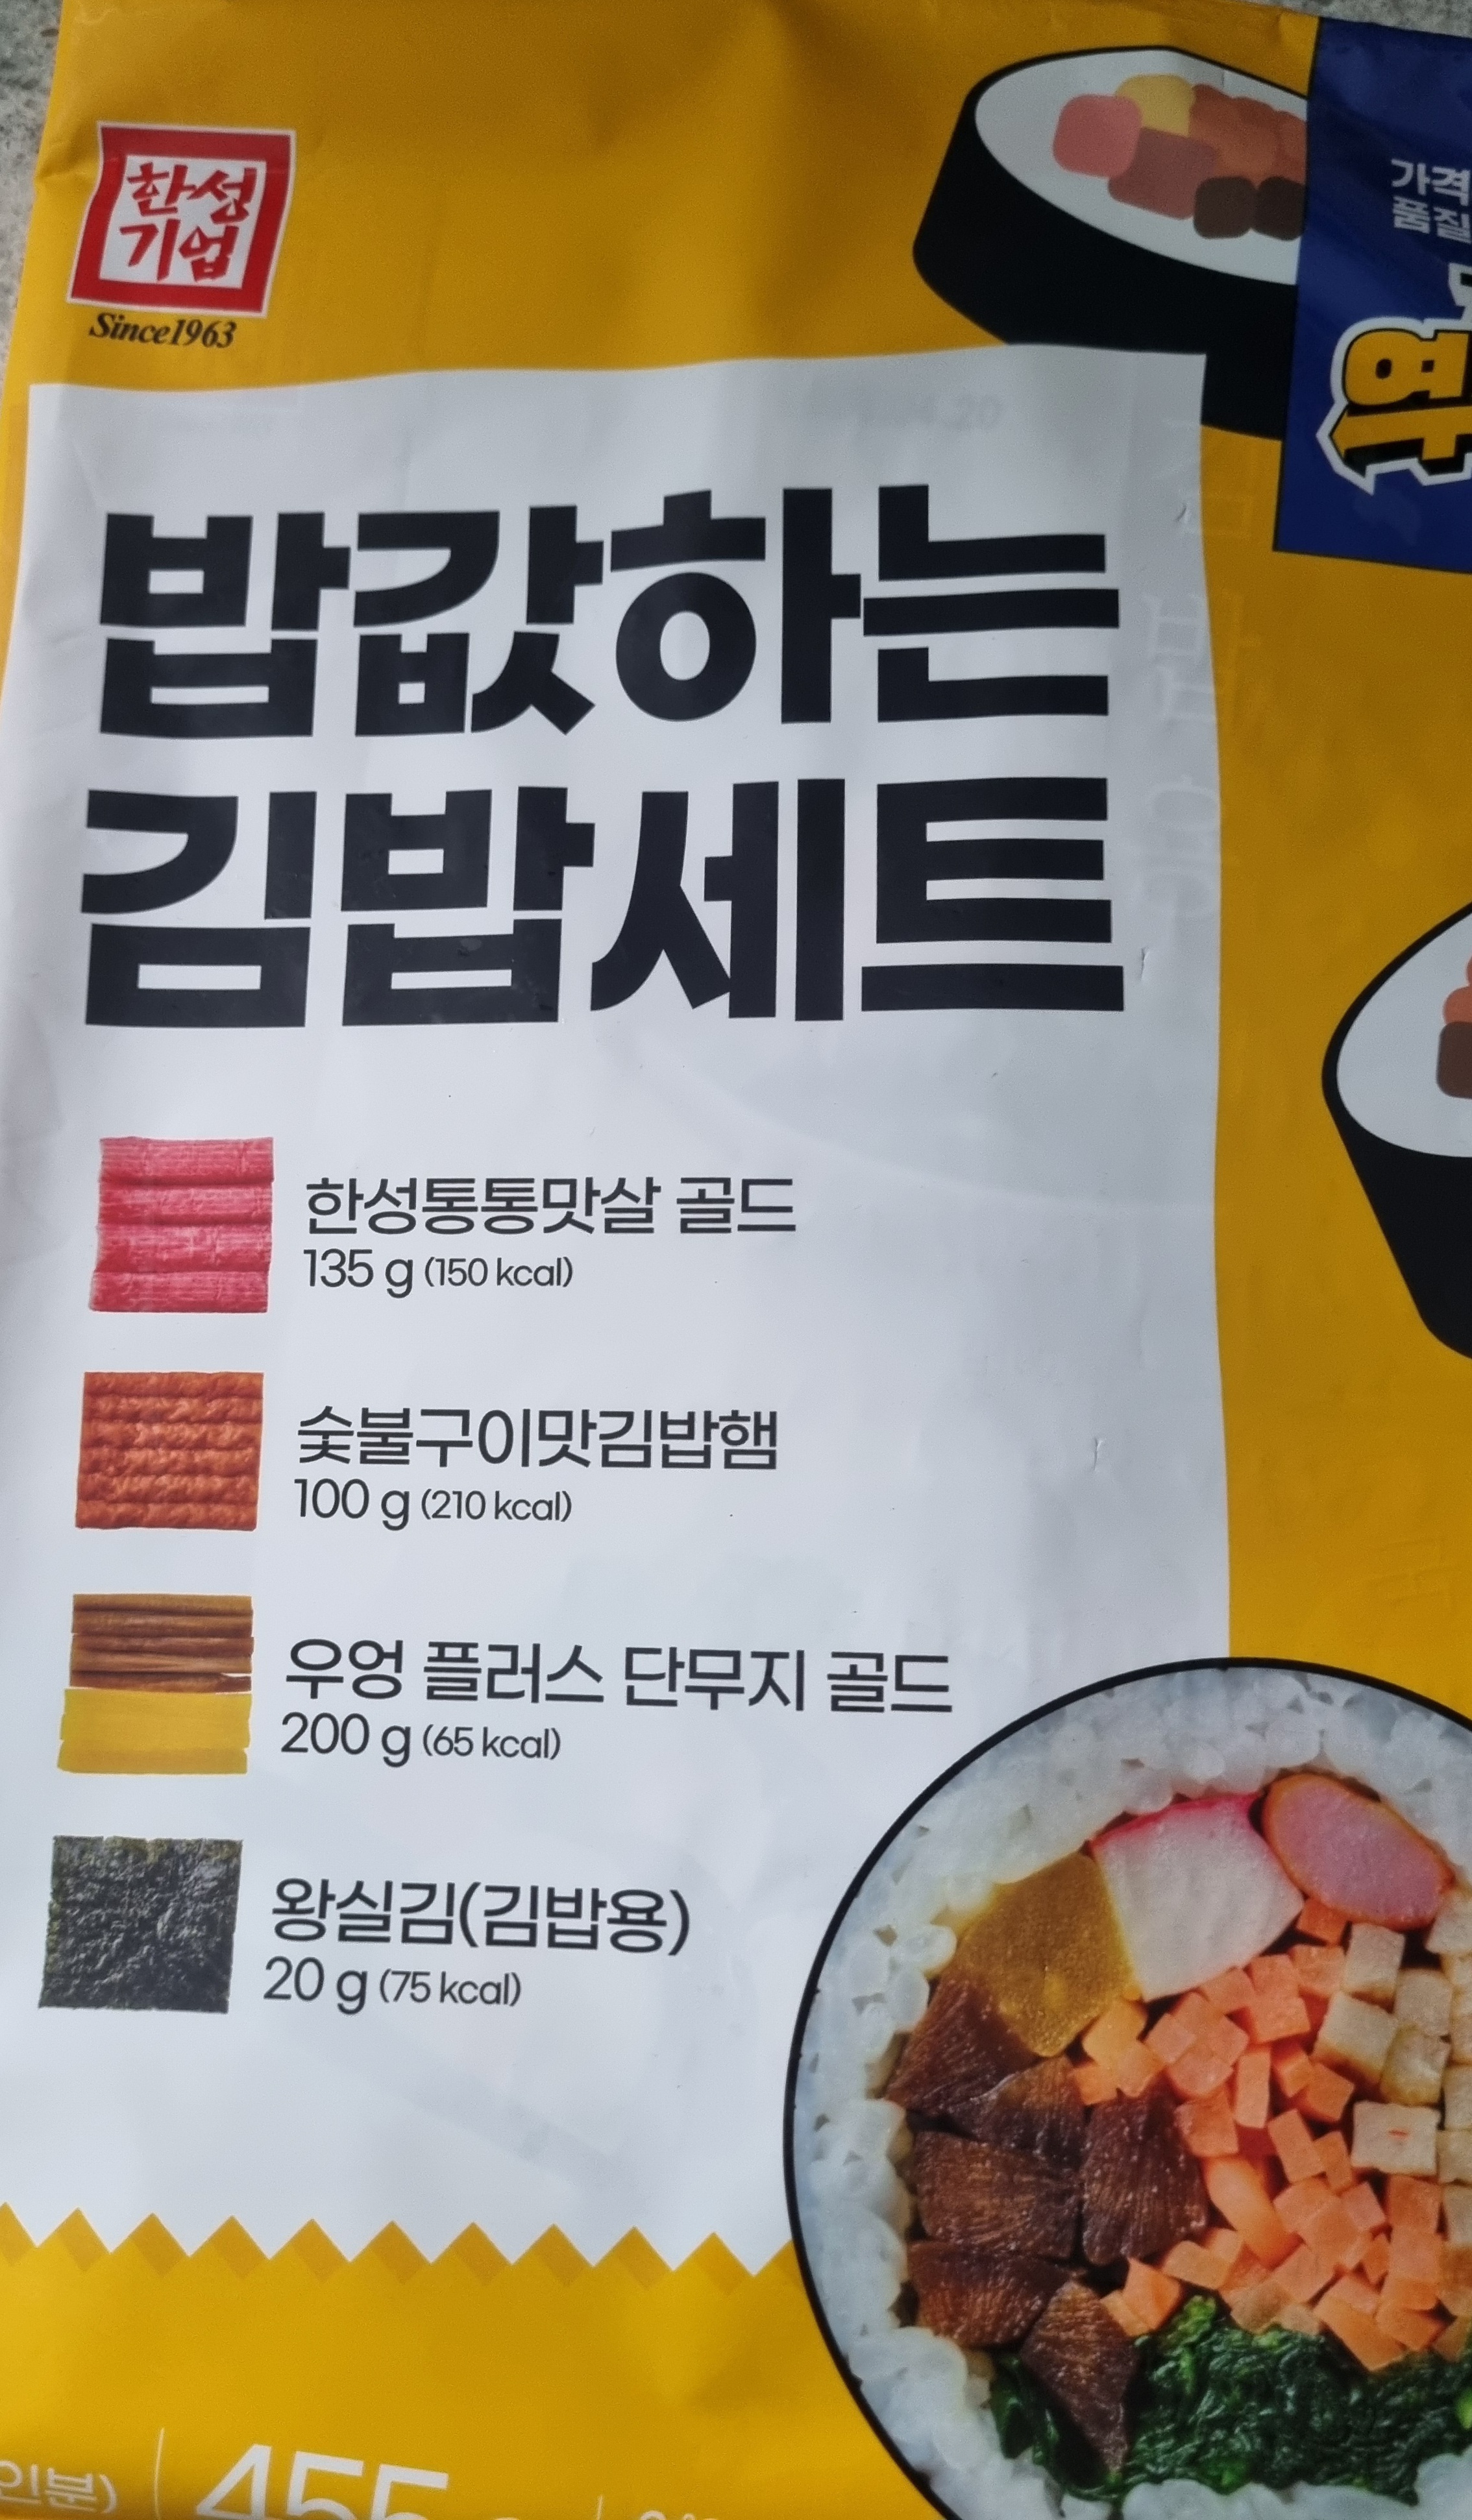 한성
기업
Since1963
가격
품질
밥값하는
김밥세트
한성통통맛살 골드
135 g (150 kcal)
숯불구이맛김밥햄
100 g (210 kcal)
우엉 플러스 단무지 골드
200 g (65 kcal)
왕실김(김밥용)
20 g (75 kcal)
인분)
455